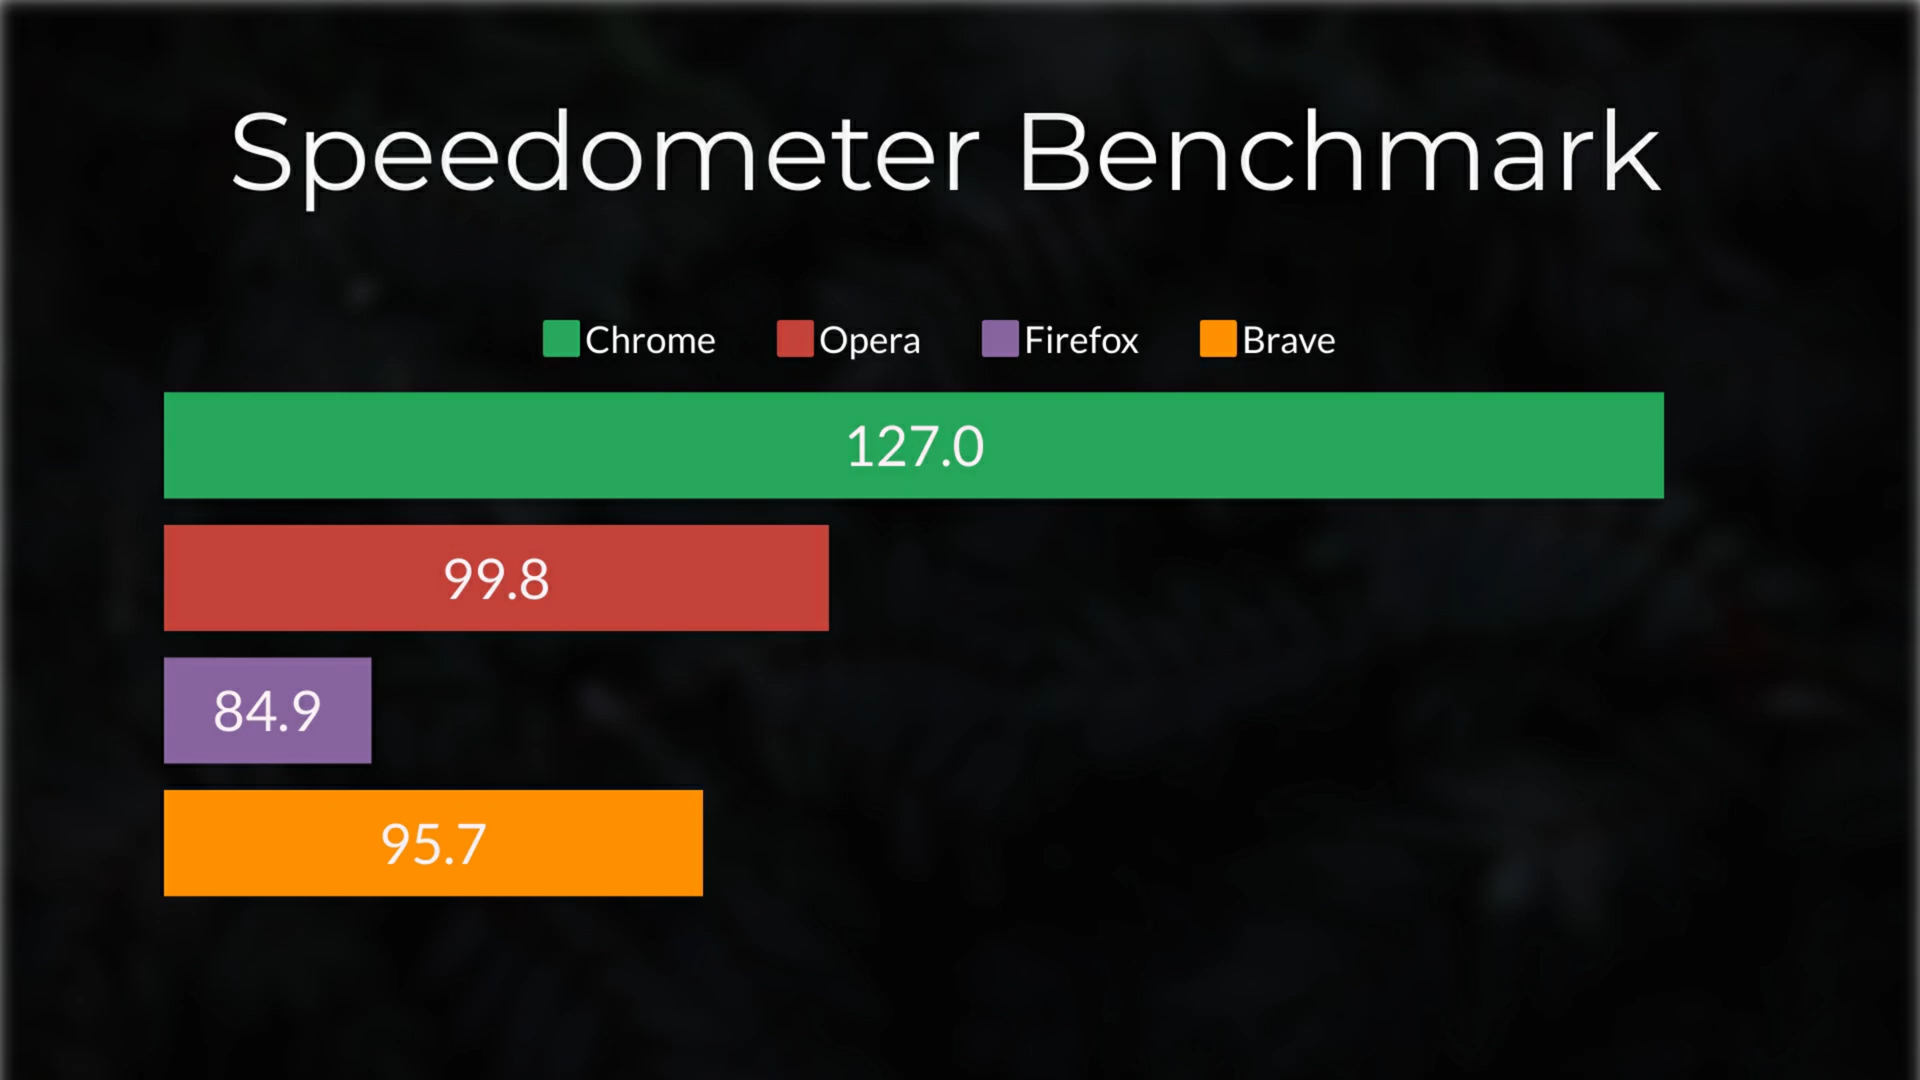 Speedometer Benchmark
Chrome Opera Firefox Brave
127.0
99.8
84.9
95.7